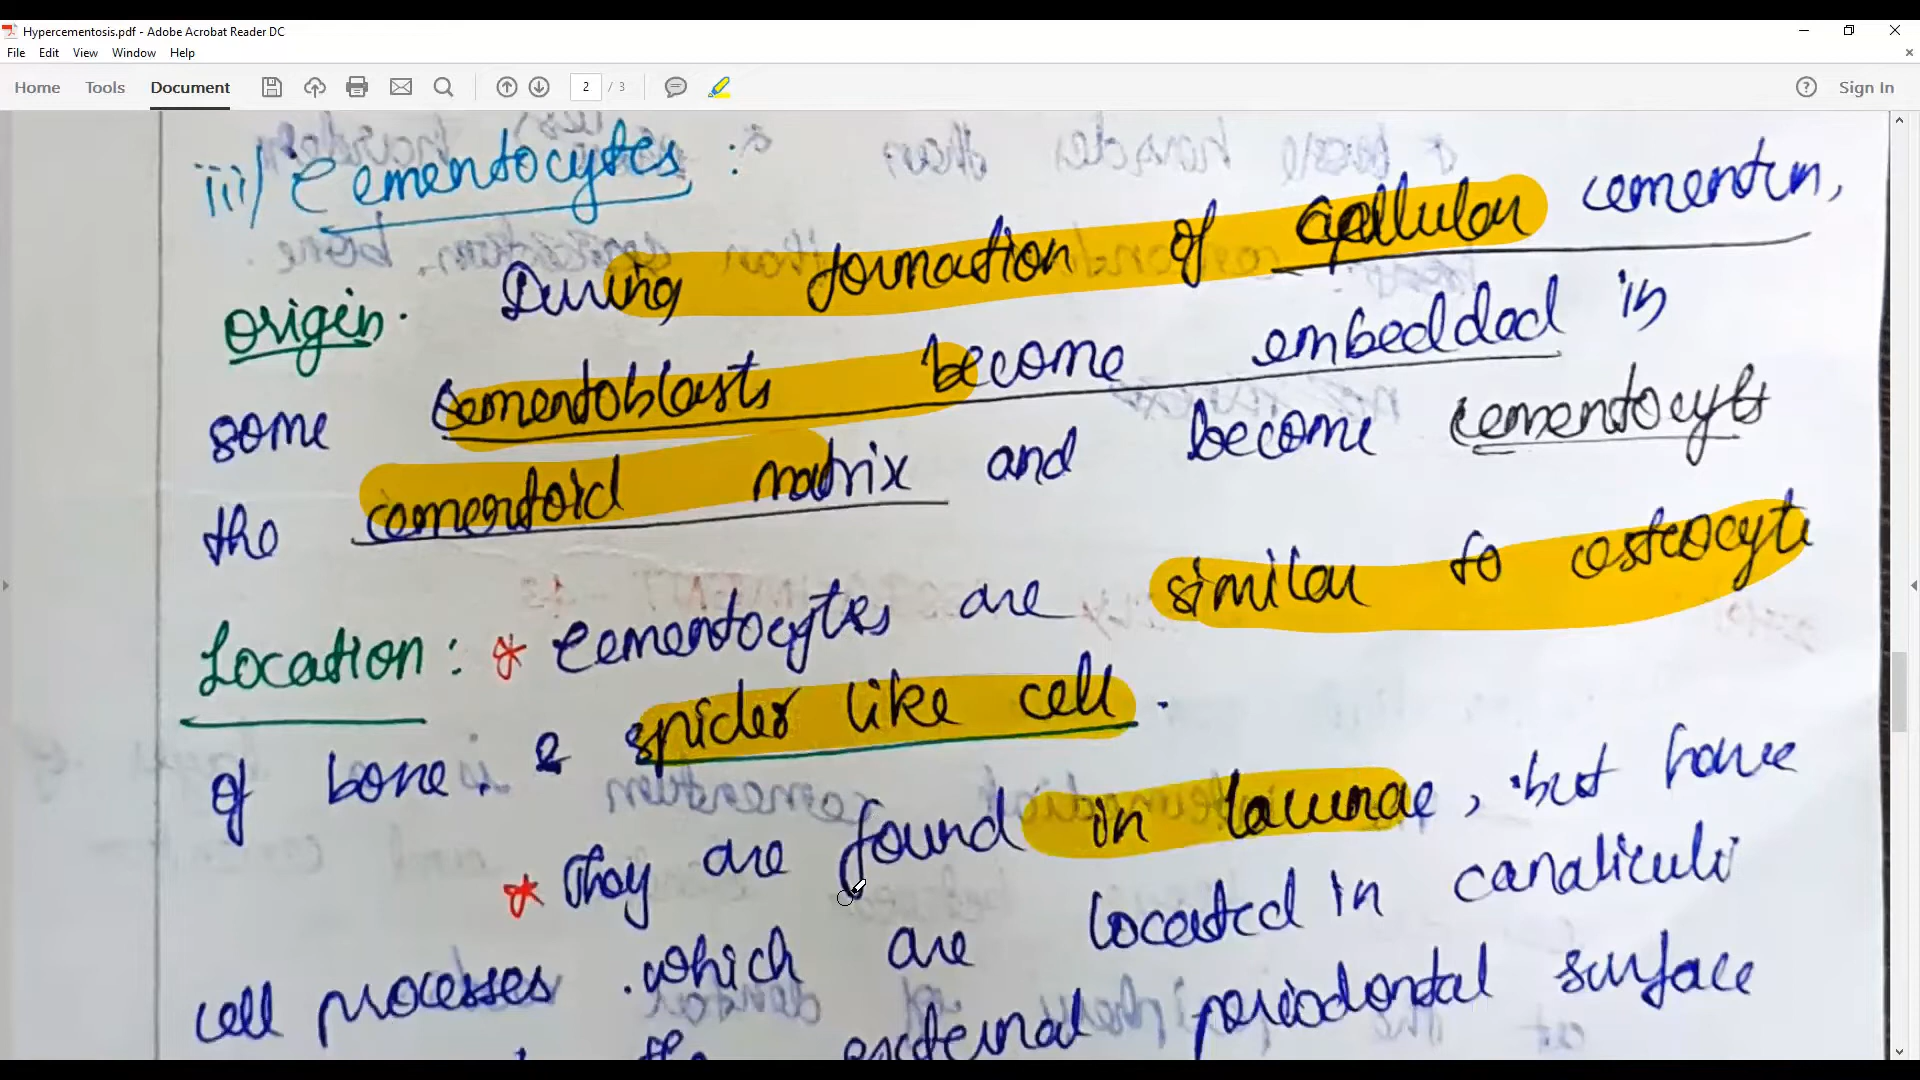 Hypercementosis.pdf - Adobe Acrobat Reader DC
File Edit View Window Help
Home Tools Document 2 / 3 Sign In
iii) Cementocytes :
origin. During formation of cellular cementum,
some cementoblasts become embedded in
the cementoid matrix and become cementocyts
Location : * Cementocytes are similar to osteocyte
of bone. & spider like cell .
* They are found in lacunae, but have
cell processes which are located in canaliculi
the external periodontal surface